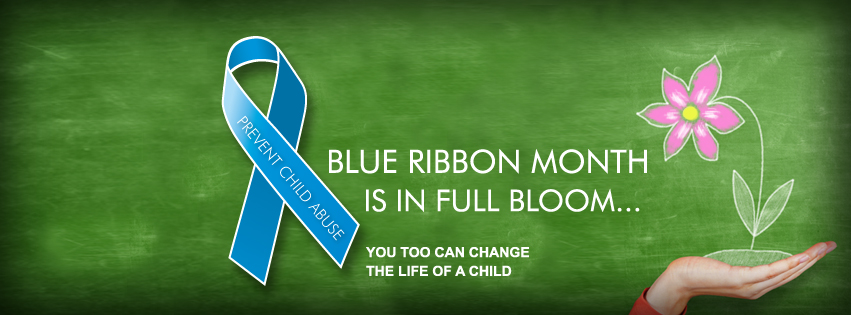 PREVENT CHILD ABUSE
BLUE RIBBON MONTH
IS IN FULL BLOOM...
YOU TOO CAN CHANGE
THE LIFE OF A CHILD